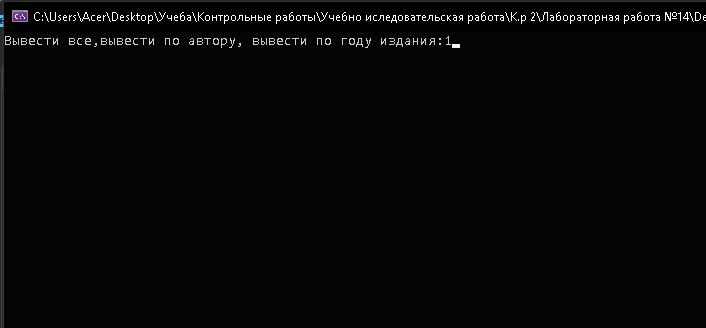 C:\Users\Acer\Desktop\Учеба\Контрольные работы\Учебно иследовательская работа\К.р 2\Лабораторная работа №14\De
Вывести все,вывести по автору, вывести по году издания:1